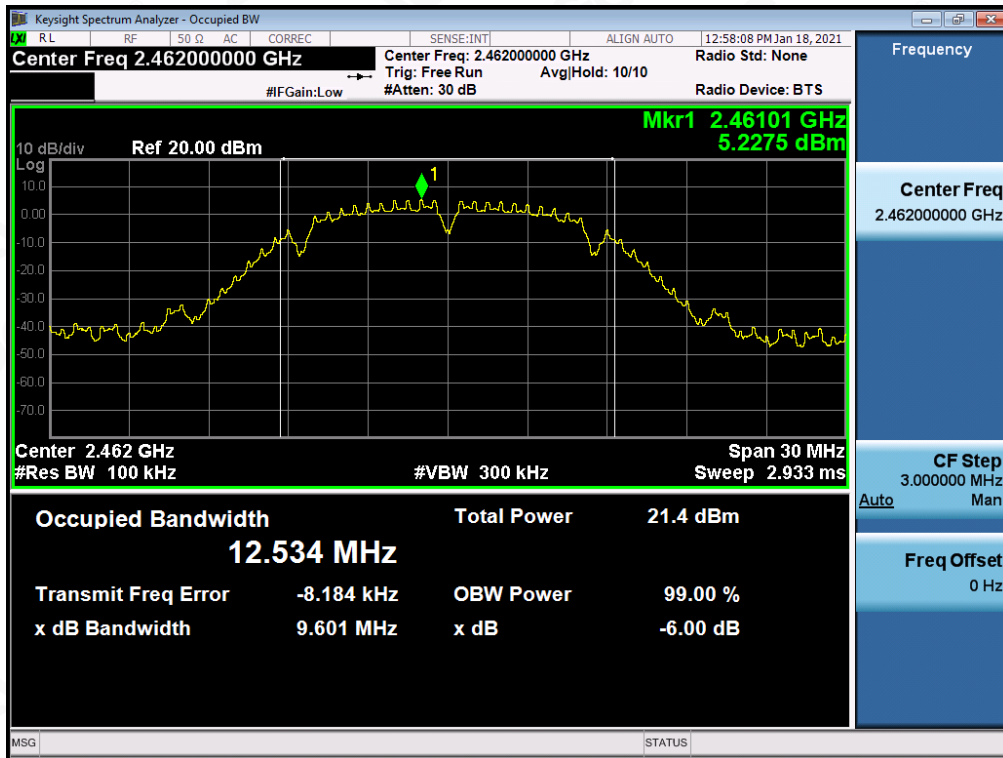 Keysight Spectrum Analyzer - Occupied BW
LXI RL RF 50 Ω AC CORREC SENSE:INT ALIGN AUTO 12:58:08 PM Jan 18, 2021
Center Freq 2.462000000 GHz
Center Freq: 2.462000000 GHz Radio Std: None
Trig: Free Run Avg|Hold: 10/10
#IFGain:Low #Atten: 30 dB Radio Device: BTS
Mkr1 2.46101 GHz
5.2275 dBm
10 dB/div Ref 20.00 dBm
Log
1
10.0
0.00
-10.0
-20.0
-30.0
-40.0
-50.0
-60.0
-70.0
Center 2.462 GHz Span 30 MHz
#Res BW 100 kHz #VBW 300 kHz Sweep 2.933 ms
Occupied Bandwidth Total Power 21.4 dBm
12.534 MHz
Transmit Freq Error -8.184 kHz OBW Power 99.00 %
x dB Bandwidth 9.601 MHz x dB -6.00 dB
MSG STATUS
Frequency
Center Freq
2.462000000 GHz
CF Step
3.000000 MHz
Auto Man
Freq Offset
0 Hz